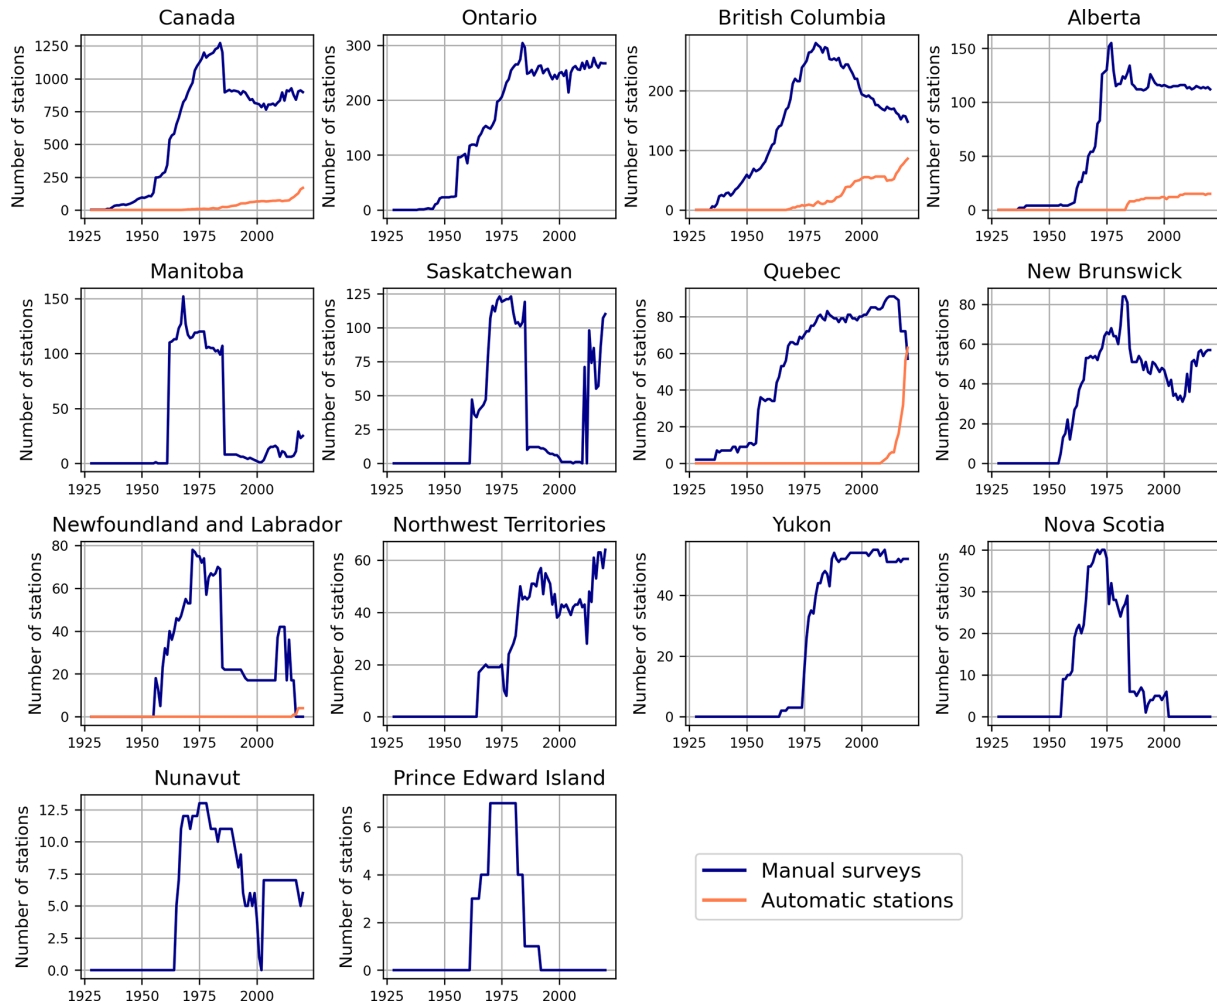 Canada
Number of stations
1250
1000
750
500
250
0
1925 1950 1975 2000
Ontario
Number of stations
300
200
100
0
1925 1950 1975 2000
British Columbia
Number of stations
200
100
0
1925 1950 1975 2000
Alberta
Number of stations
150
100
50
0
1925 1950 1975 2000
Manitoba
Number of stations
150
100
50
0
1925 1950 1975 2000
Saskatchewan
Number of stations
125
100
75
50
25
0
1925 1950 1975 2000
Quebec
Number of stations
80
60
40
20
0
1925 1950 1975 2000
New Brunswick
Number of stations
80
60
40
20
0
1925 1950 1975 2000
Newfoundland and Labrador
Number of stations
80
60
40
20
0
1925 1950 1975 2000
Northwest Territories
Number of stations
60
40
20
0
1925 1950 1975 2000
Yukon
Number of stations
40
20
0
1925 1950 1975 2000
Nova Scotia
Number of stations
40
30
20
10
0
1925 1950 1975 2000
Nunavut
Number of stations
12.5
10.0
7.5
5.0
2.5
0.0
1925 1950 1975 2000
Prince Edward Island
Number of stations
6
4
2
0
1925 1950 1975 2000
Manual surveys
Automatic stations